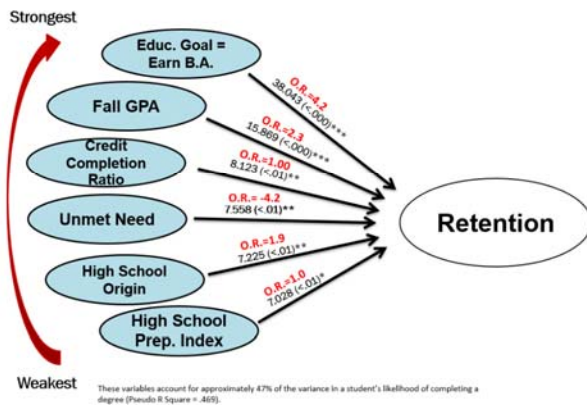 Strongest
Educ. Goal =
Earn B.A.
O.R.=4.2
38.043 (<.000)***
Fall GPA
O.R.=2.3
15.869 (<.000)***
Credit
Completion
Ratio
O.R.=1.00
8.123 (<.01)**
Unmet Need
O.R.= -4.2
7.558 (<.01)**
Retention
High School
Origin
O.R.=1.9
7.225 (<.01)**
High School
Prep. Index
O.R.=1.0
7.028 (<.01)*
Weakest
These variables account for approximately 47% of the variance in a student's likelihood of completing a
degree (Pseudo R Square = .469).